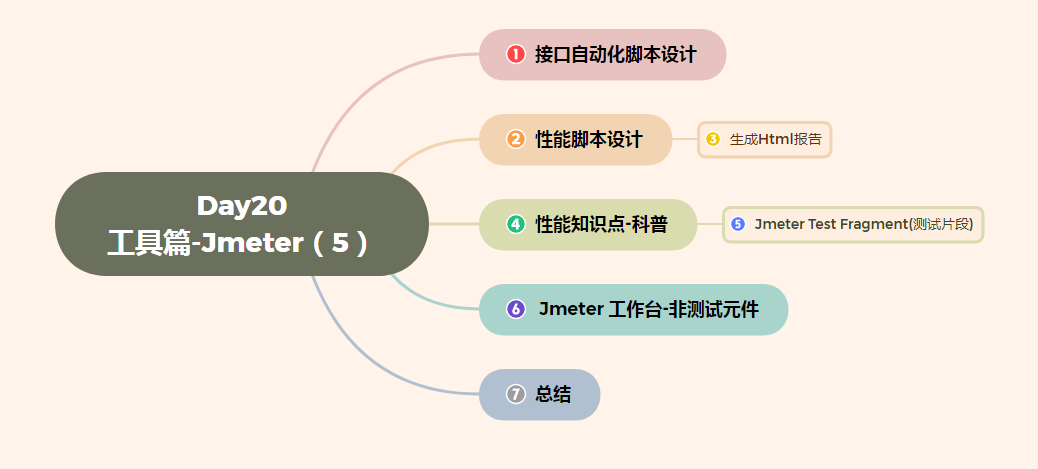 Day20
工具篇-Jmeter（5）
1 接口自动化脚本设计
2 性能脚本设计
3 生成Html报告
4 性能知识点-科普
5 Jmeter Test Fragment(测试片段)
6 Jmeter 工作台-非测试元件
7 总结